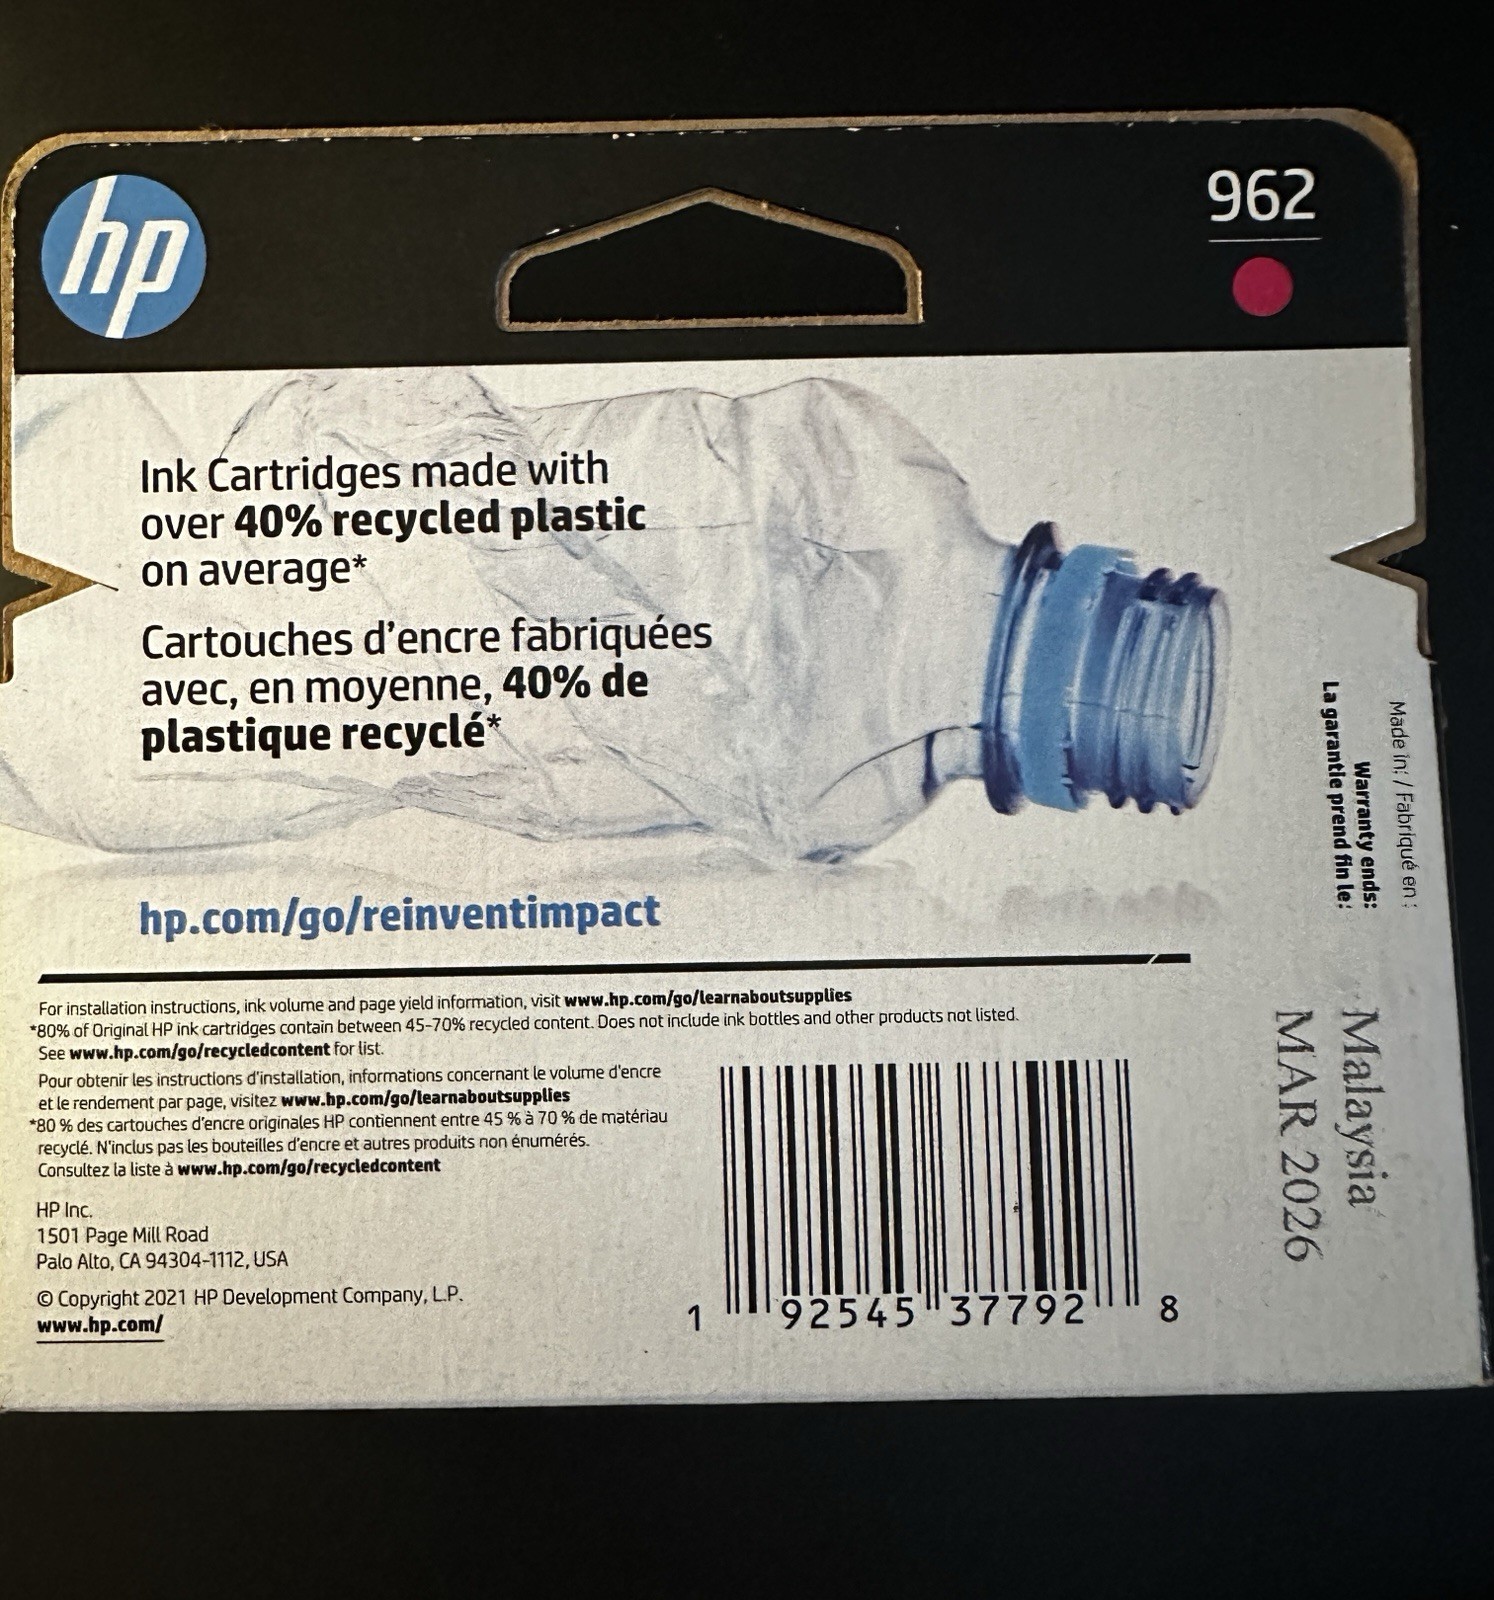 hp
962
Ink Cartridges made with
over 40% recycled plastic
on average*
Cartouches d'encre fabriquées
avec, en moyenne, 40% de
plastique recyclé*
hp.com/go/reinventimpact
For installation instructions, ink volume and page yield information, visit www.hp.com/go/learnaboutsupplies
*80% of Original HP ink cartridges contain between 45-70% recycled content. Does not include ink bottles and other products not listed.
See www.hp.com/go/recycledcontent for list.
Pour obtenir les instructions d'installation, informations concernant le volume d'encre
et le rendement par page, visitez www.hp.com/go/learnaboutsupplies
*80 % des cartouches d'encre originales HP contiennent entre 45 % à 70 % de matériau
recyclé. N'inclus pas les bouteilles d'encre et autres produits non énumérés.
Consultez la liste à www.hp.com/go/recycledcontent
HP Inc.
1501 Page Mill Road
Palo Alto, CA 94304-1112, USA
© Copyright 2021 HP Development Company, L.P.
www.hp.com/
1 92545 37792 8
Made in: / Fabriqué en :
Warranty ends:
La garantie prend fin le:
Malaysia
MAR 2026